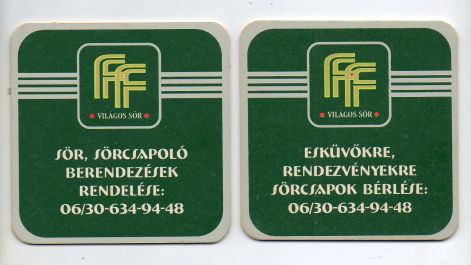 FFF
• VILÁGOS SÖR •
SÖR, SÖRCSAPOLÓ
BERENDEZÉSEK
RENDELÉSE:
06/30-634-94-48
FFF
• VILÁGOS SÖR •
ESKÜVŐKRE,
RENDEZVÉNYEKRE
SÖRCSAPOK BÉRLÉSE:
06/30-634-94-48